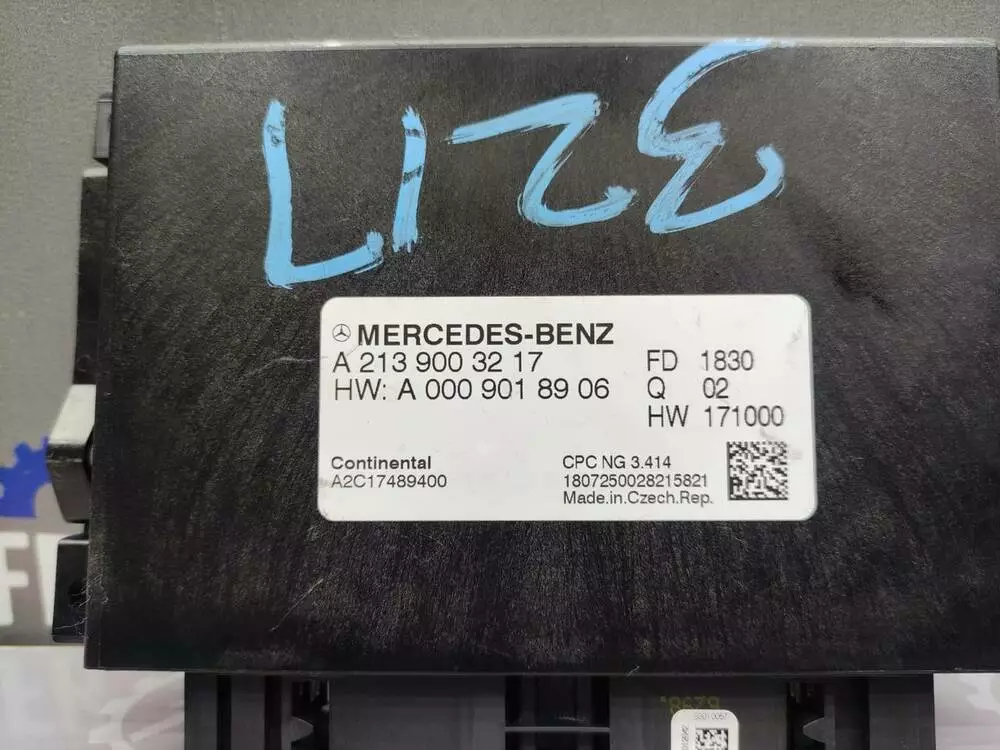 3217
MERCEDES-BENZ
A 213 900 32 17
HW: A 000 901 89 06
FD 1830
Q 02
HW 171000
Continental
A2C17489400
CPC NG 3.414
1807250028215821
Made.in.Czech.Rep.